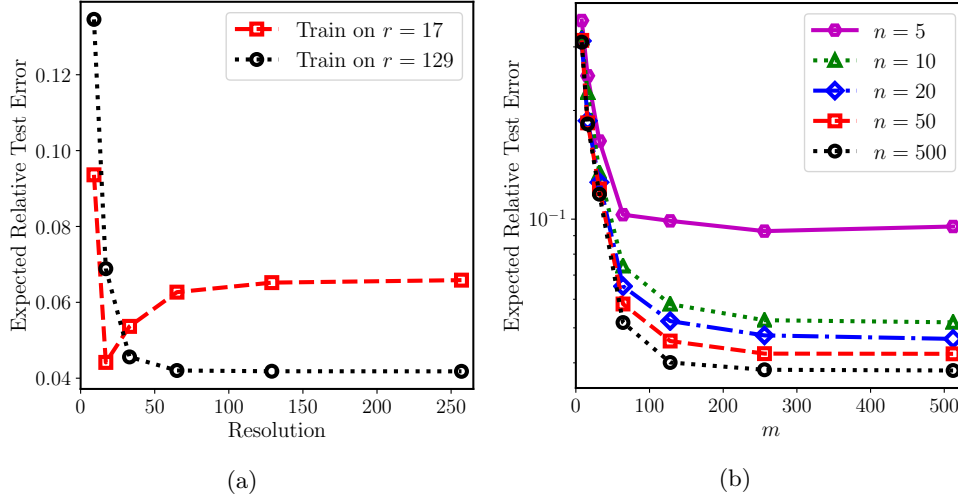 Expected Relative Test Error
0.12
0.10
0.08
0.06
0.04
0
50
100
150
200
250
Resolution
Train on r = 17
Train on r = 129
(a)
Expected Relative Test Error
10⁻¹
0
100
200
300
400
500
m
n = 5
n = 10
n = 20
n = 50
n = 500
(b)